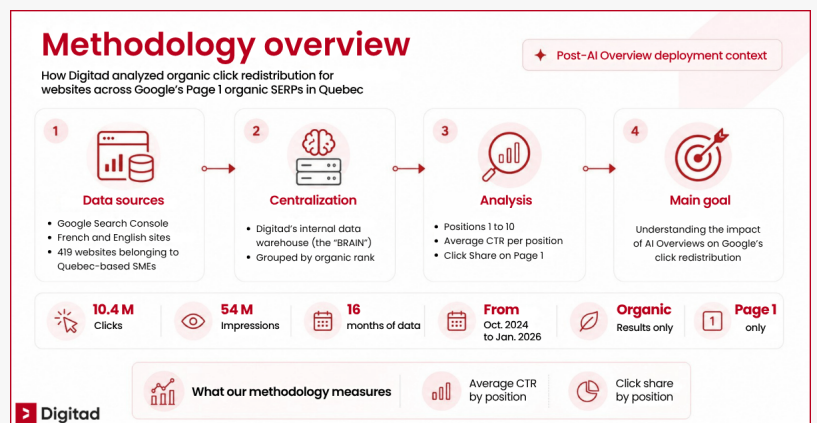 Methodology overview
Post-AI Overview deployment context
How Digitad analyzed organic click redistribution for
websites across Google's Page 1 organic SERPs in Quebec
1
Data sources
• Google Search Console
• French and English sites
• 419 websites belonging to
Quebec-based SMEs
2
Centralization
• Digitad's internal data
warehouse (the "BRAIN")
• Grouped by organic rank
3
Analysis
• Positions 1 to 10
• Average CTR per position
• Click Share on Page 1
4
Main goal
Understanding the impact
of AI Overviews on Google's
click redistribution
10.4 M
Clicks
54 M
Impressions
16
months of data
From
Oct. 2024
to Jan. 2026
Organic
Results only
1
Page 1
only
What our methodology measures
Average CTR
by position
Click share
by position
Digitad